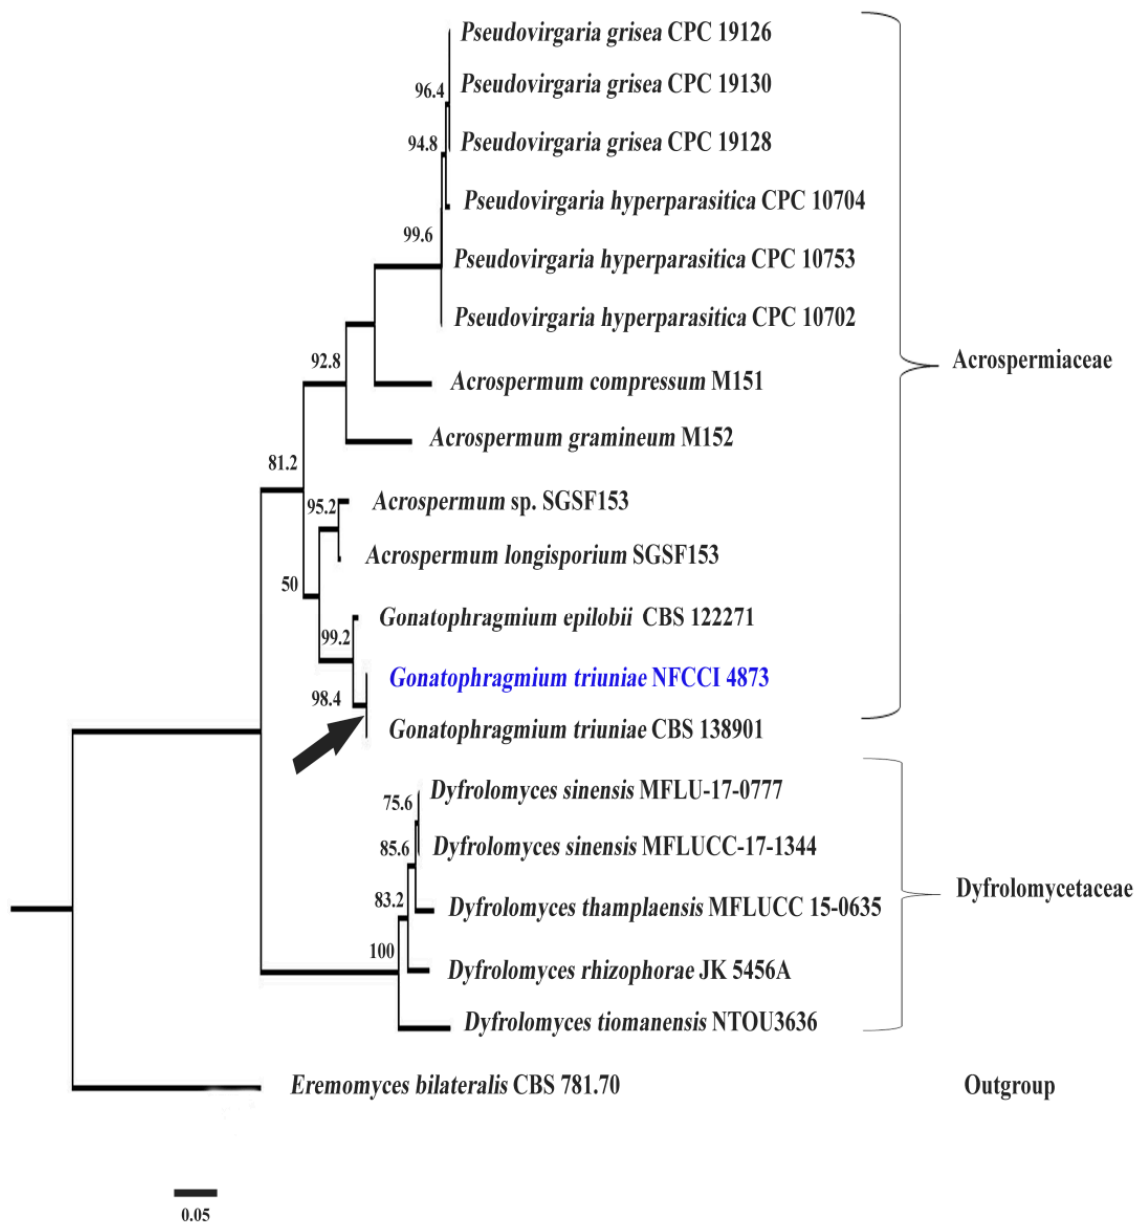 Pseudovirgaria grisea CPC 19126
96.4
Pseudovirgaria grisea CPC 19130
94.8
Pseudovirgaria grisea CPC 19128
Pseudovirgaria hyperparasitica CPC 10704
99.6
Pseudovirgaria hyperparasitica CPC 10753
Pseudovirgaria hyperparasitica CPC 10702
92.8
Acrospermiaceae
Acrospermum compressum M151
Acrospermum gramineum M152
81.2
95.2
Acrospermum sp. SGSF153
Acrospermum longisporium SGSF153
50
Gonatophragmium epilobii CBS 122271
99.2
Gonatophragmium triuniae NFCCI 4873
98.4
Gonatophragmium triuniae CBS 138901
Dyfrolomyces sinensis MFLU-17-0777
75.6
Dyfrolomyces sinensis MFLUCC-17-1344
85.6
Dyfrolomycetaceae
83.2
Dyfrolomyces thamplaensis MFLUCC 15-0635
100
Dyfrolomyces rhizophorae JK 5456A
Dyfrolomyces tiomanensis NTOU3636
Eremomyces bilateralis CBS 781.70
Outgroup
0.05